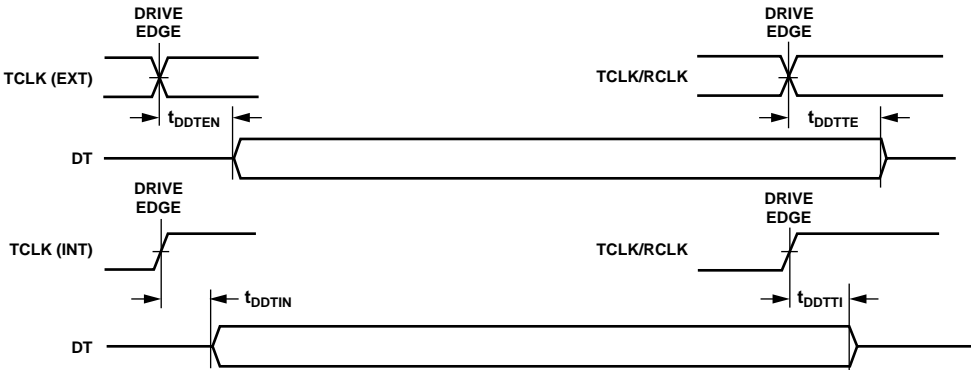 DRIVE
EDGE
DRIVE
EDGE
TCLK (EXT)
TCLK/RCLK
tDDTEN
tDDTTE
DT
DRIVE
EDGE
DRIVE
EDGE
TCLK (INT)
TCLK/RCLK
tDDTIN
tDDTTI
DT